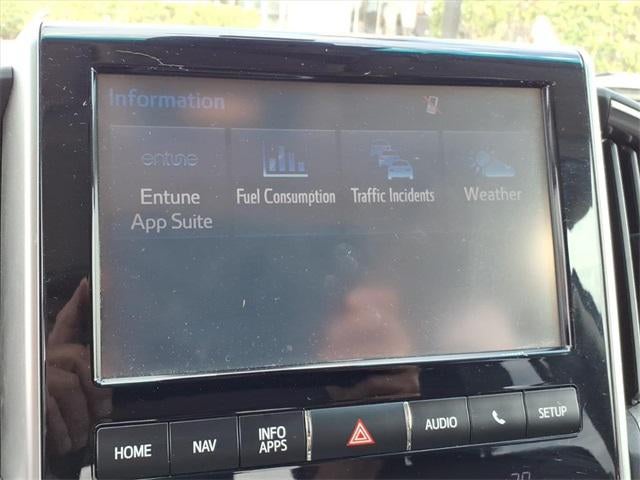 Information
entune
Entune
App Suite
Fuel Consumption
Traffic Incidents
Weather
HOME
NAV
INFO
APPS
AUDIO
SETUP